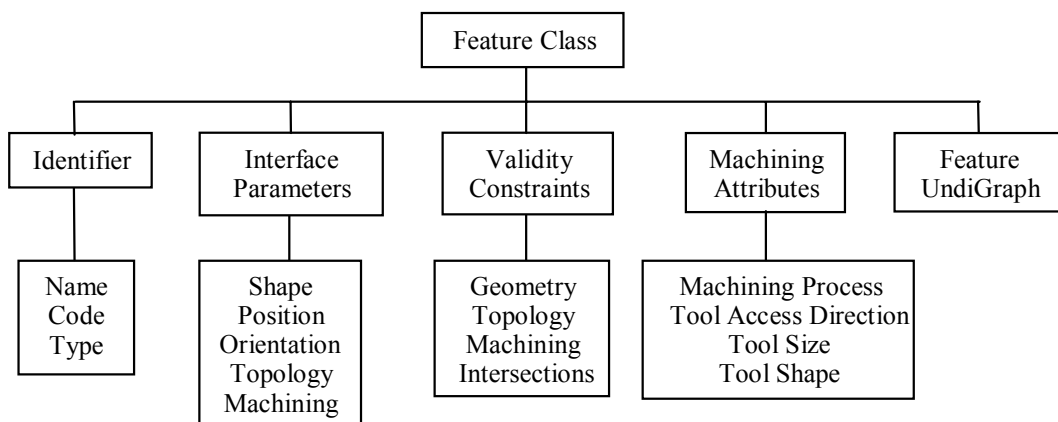 Feature Class
Identifier
Interface
Parameters
Validity
Constraints
Machining
Attributes
Feature
UndiGraph
Name
Code
Type
Shape
Position
Orientation
Topology
Machining
Geometry
Topology
Machining
Intersections
Machining Process
Tool Access Direction
Tool Size
Tool Shape